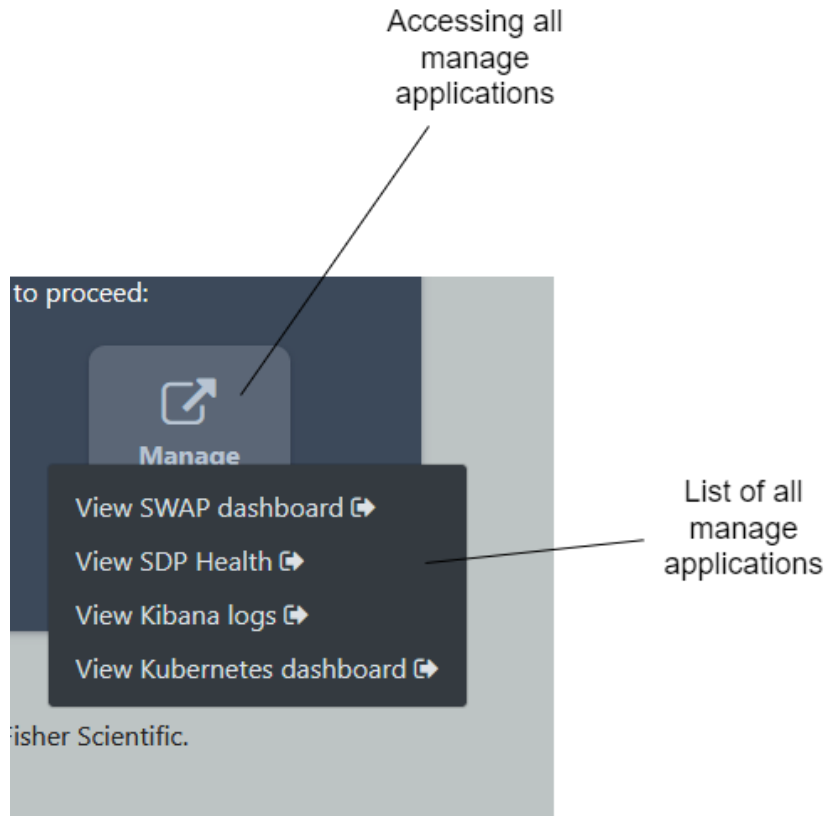 Accessing all
manage
applications
to proceed:
Manage
View SWAP dashboard
View SDP Health
View Kibana logs
View Kubernetes dashboard
List of all
manage
applications
Fisher Scientific.